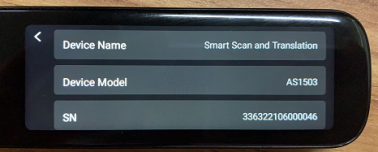 Device Name Smart Scan and Translation
Device Model AS1503
SN 336322106000046